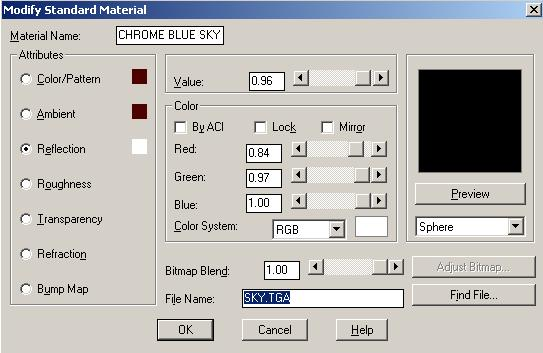 Modify Standard Material
Material Name: CHROME BLUE SKY
Attributes
Color/Pattern
Ambient
Reflection
Roughness
Transparency
Refraction
Bump Map
Value: 0.96
Color
By ACI Lock Mirror
Red: 0.84
Green: 0.97
Blue: 1.00
Color System: RGB
Bitmap Blend: 1.00
File Name: SKY.TGA
Preview
Sphere
Adjust Bitmap...
Find File...
OK Cancel Help